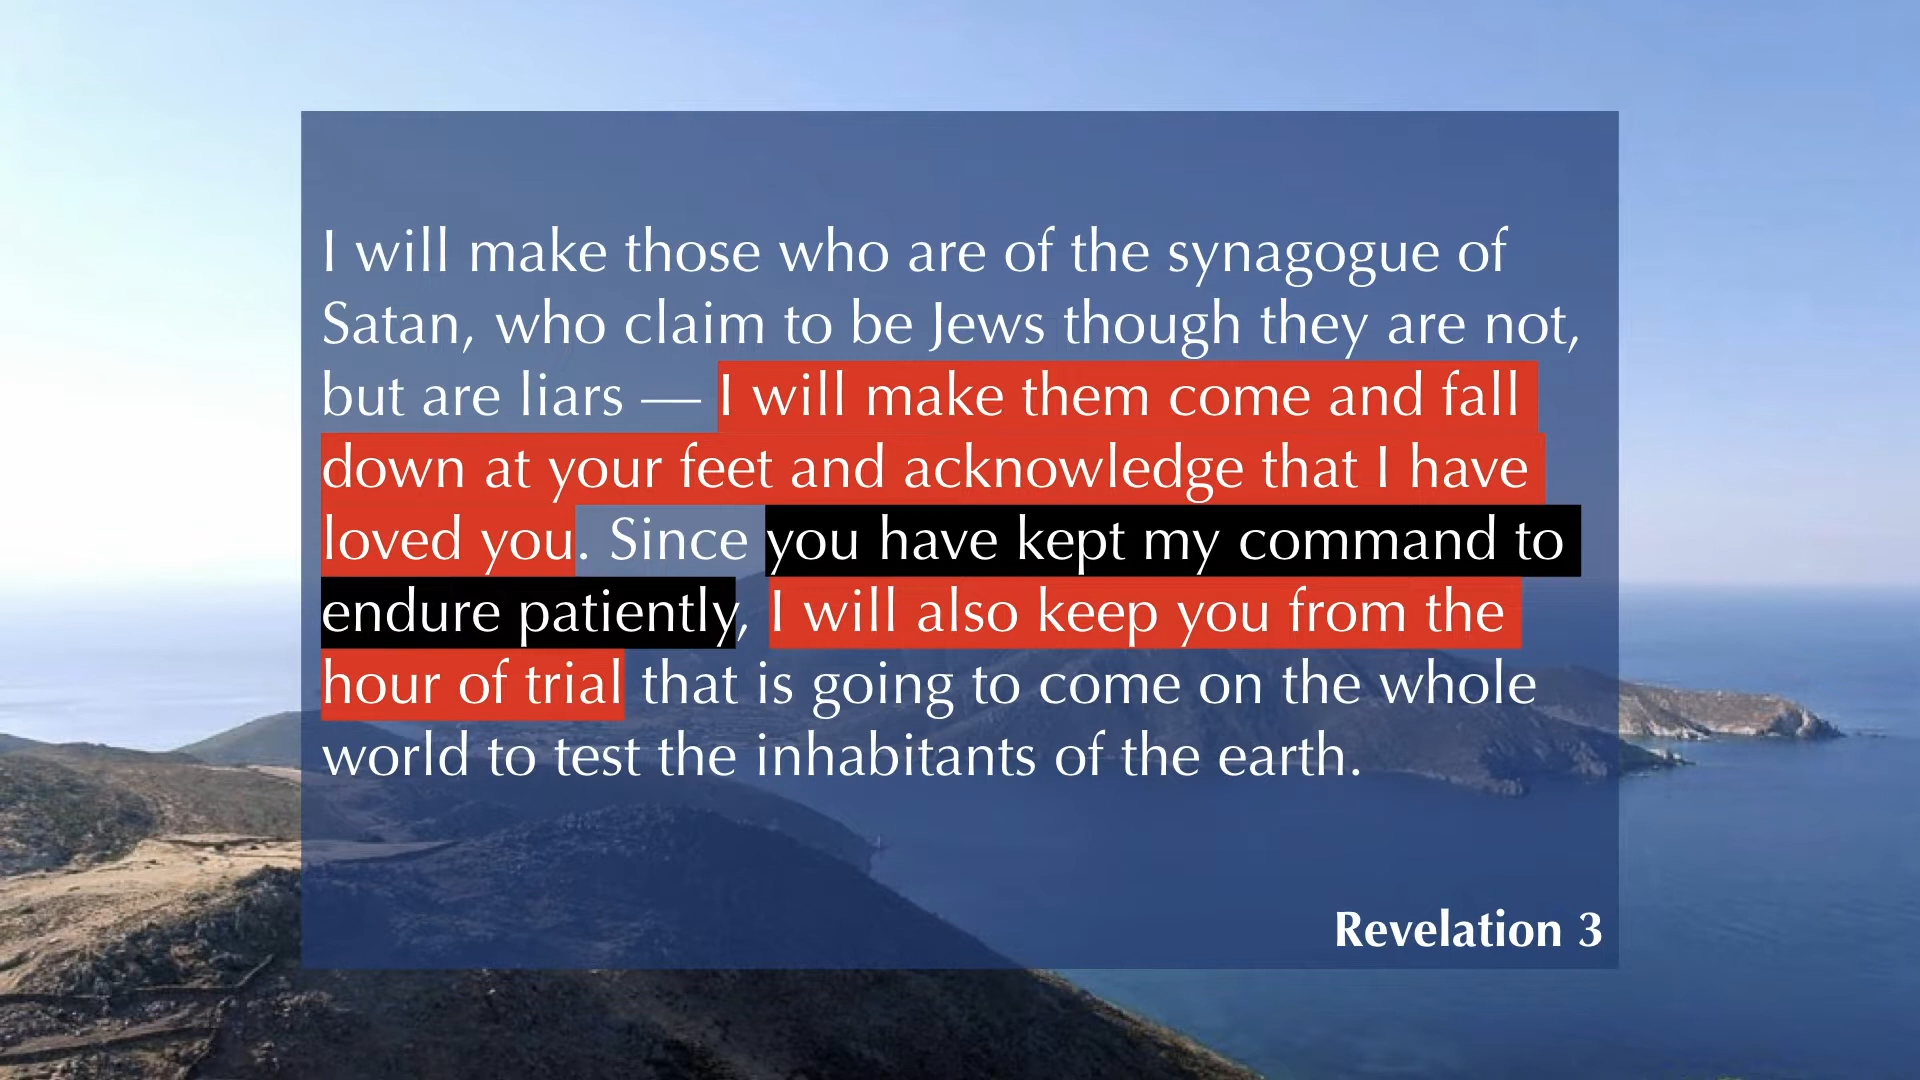 I will make those who are of the synagogue of
Satan, who claim to be Jews though they are not,
but are liars — I will make them come and fall
down at your feet and acknowledge that I have
loved you. Since you have kept my command to
endure patiently, I will also keep you from the
hour of trial that is going to come on the whole
world to test the inhabitants of the earth.
Revelation 3